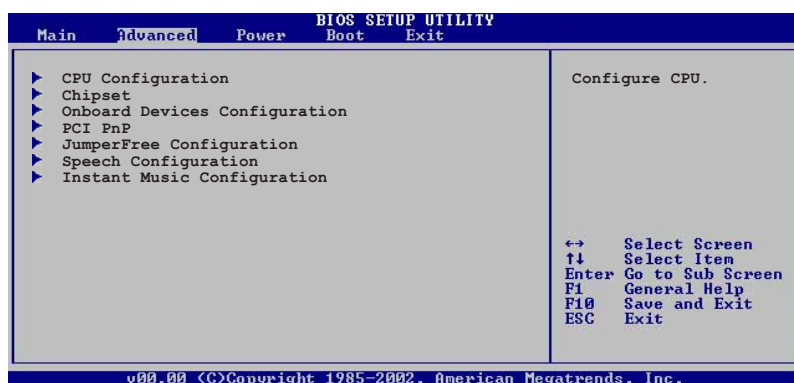 BIOS SETUP UTILITY
Main Advanced Power Boot Exit
CPU Configuration
Chipset
Onboard Devices Configuration
PCI PnP
JumperFree Configuration
Speech Configuration
Instant Music Configuration
Configure CPU.
←→ Select Screen
↑↓ Select Item
Enter Go to Sub Screen
F1 General Help
F10 Save and Exit
ESC Exit
v00.00 (C)Copyright 1985-2002, American Megatrends, Inc.